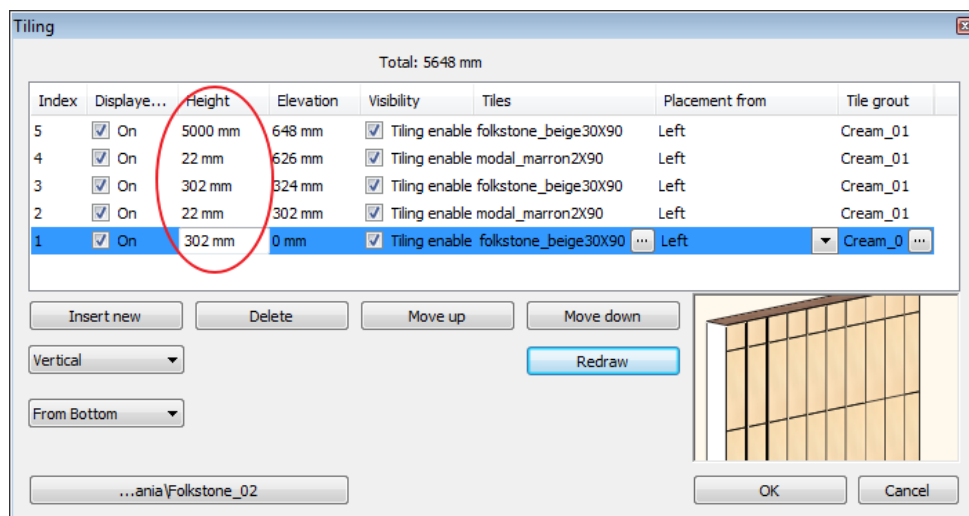 Tiling
Total: 5648 mm
Index Displaye... Height Elevation Visibility Tiles Placement from Tile grout
5 On 5000 mm 648 mm Tiling enable folkstone_beige30X90 Left Cream_01
4 On 22 mm 626 mm Tiling enable modal_marron2X90 Left Cream_01
3 On 302 mm 324 mm Tiling enable folkstone_beige30X90 Left Cream_01
2 On 22 mm 302 mm Tiling enable modal_marron2X90 Left Cream_01
1 On 302 mm 0 mm Tiling enable folkstone_beige30X90 ... Left Cream_0 ...
Insert new Delete Move up Move down
Vertical Redraw
From Bottom
...ania\Folkstone_02 OK Cancel